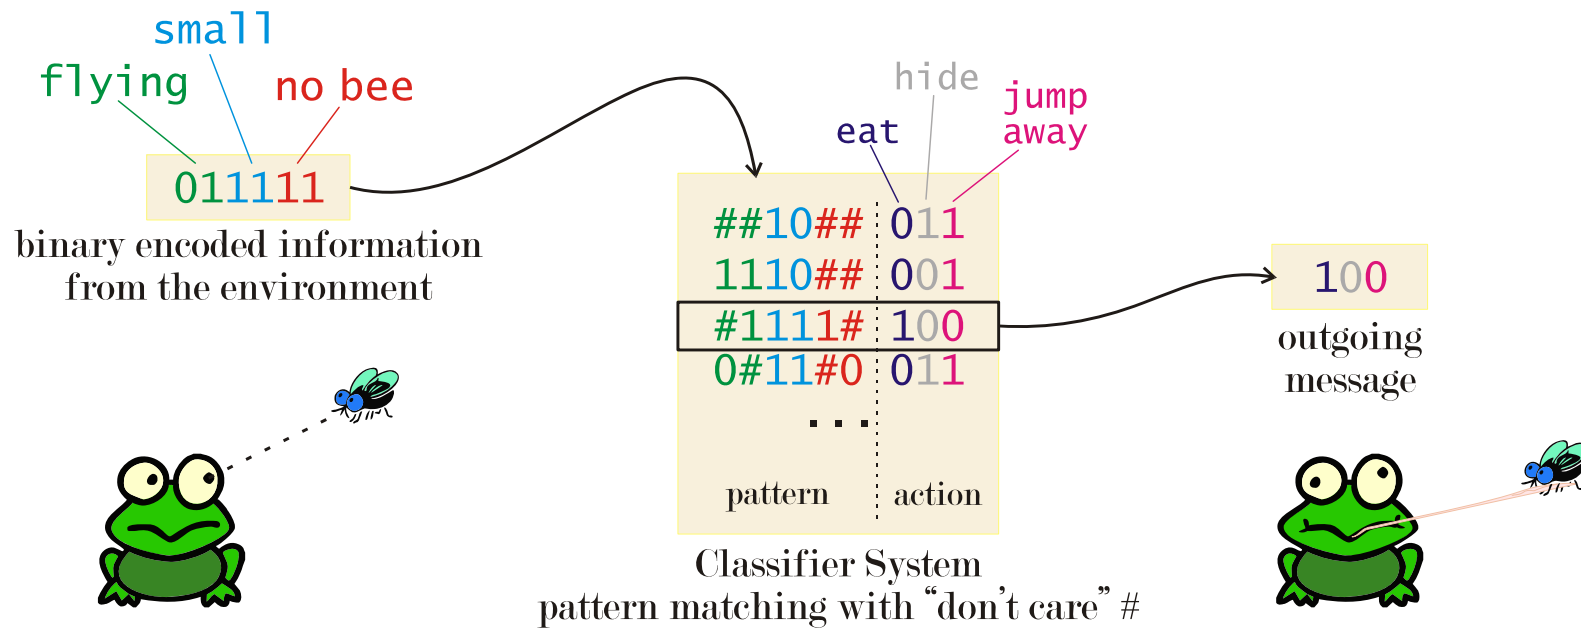 small
flying
no bee
011111
binary encoded information
from the environment
hide
jump
away
eat
##10## 011
1110## 001
#1111# 100
0#11#0 011
...
pattern action
Classifier System
pattern matching with “don’t care” #
100
outgoing
message